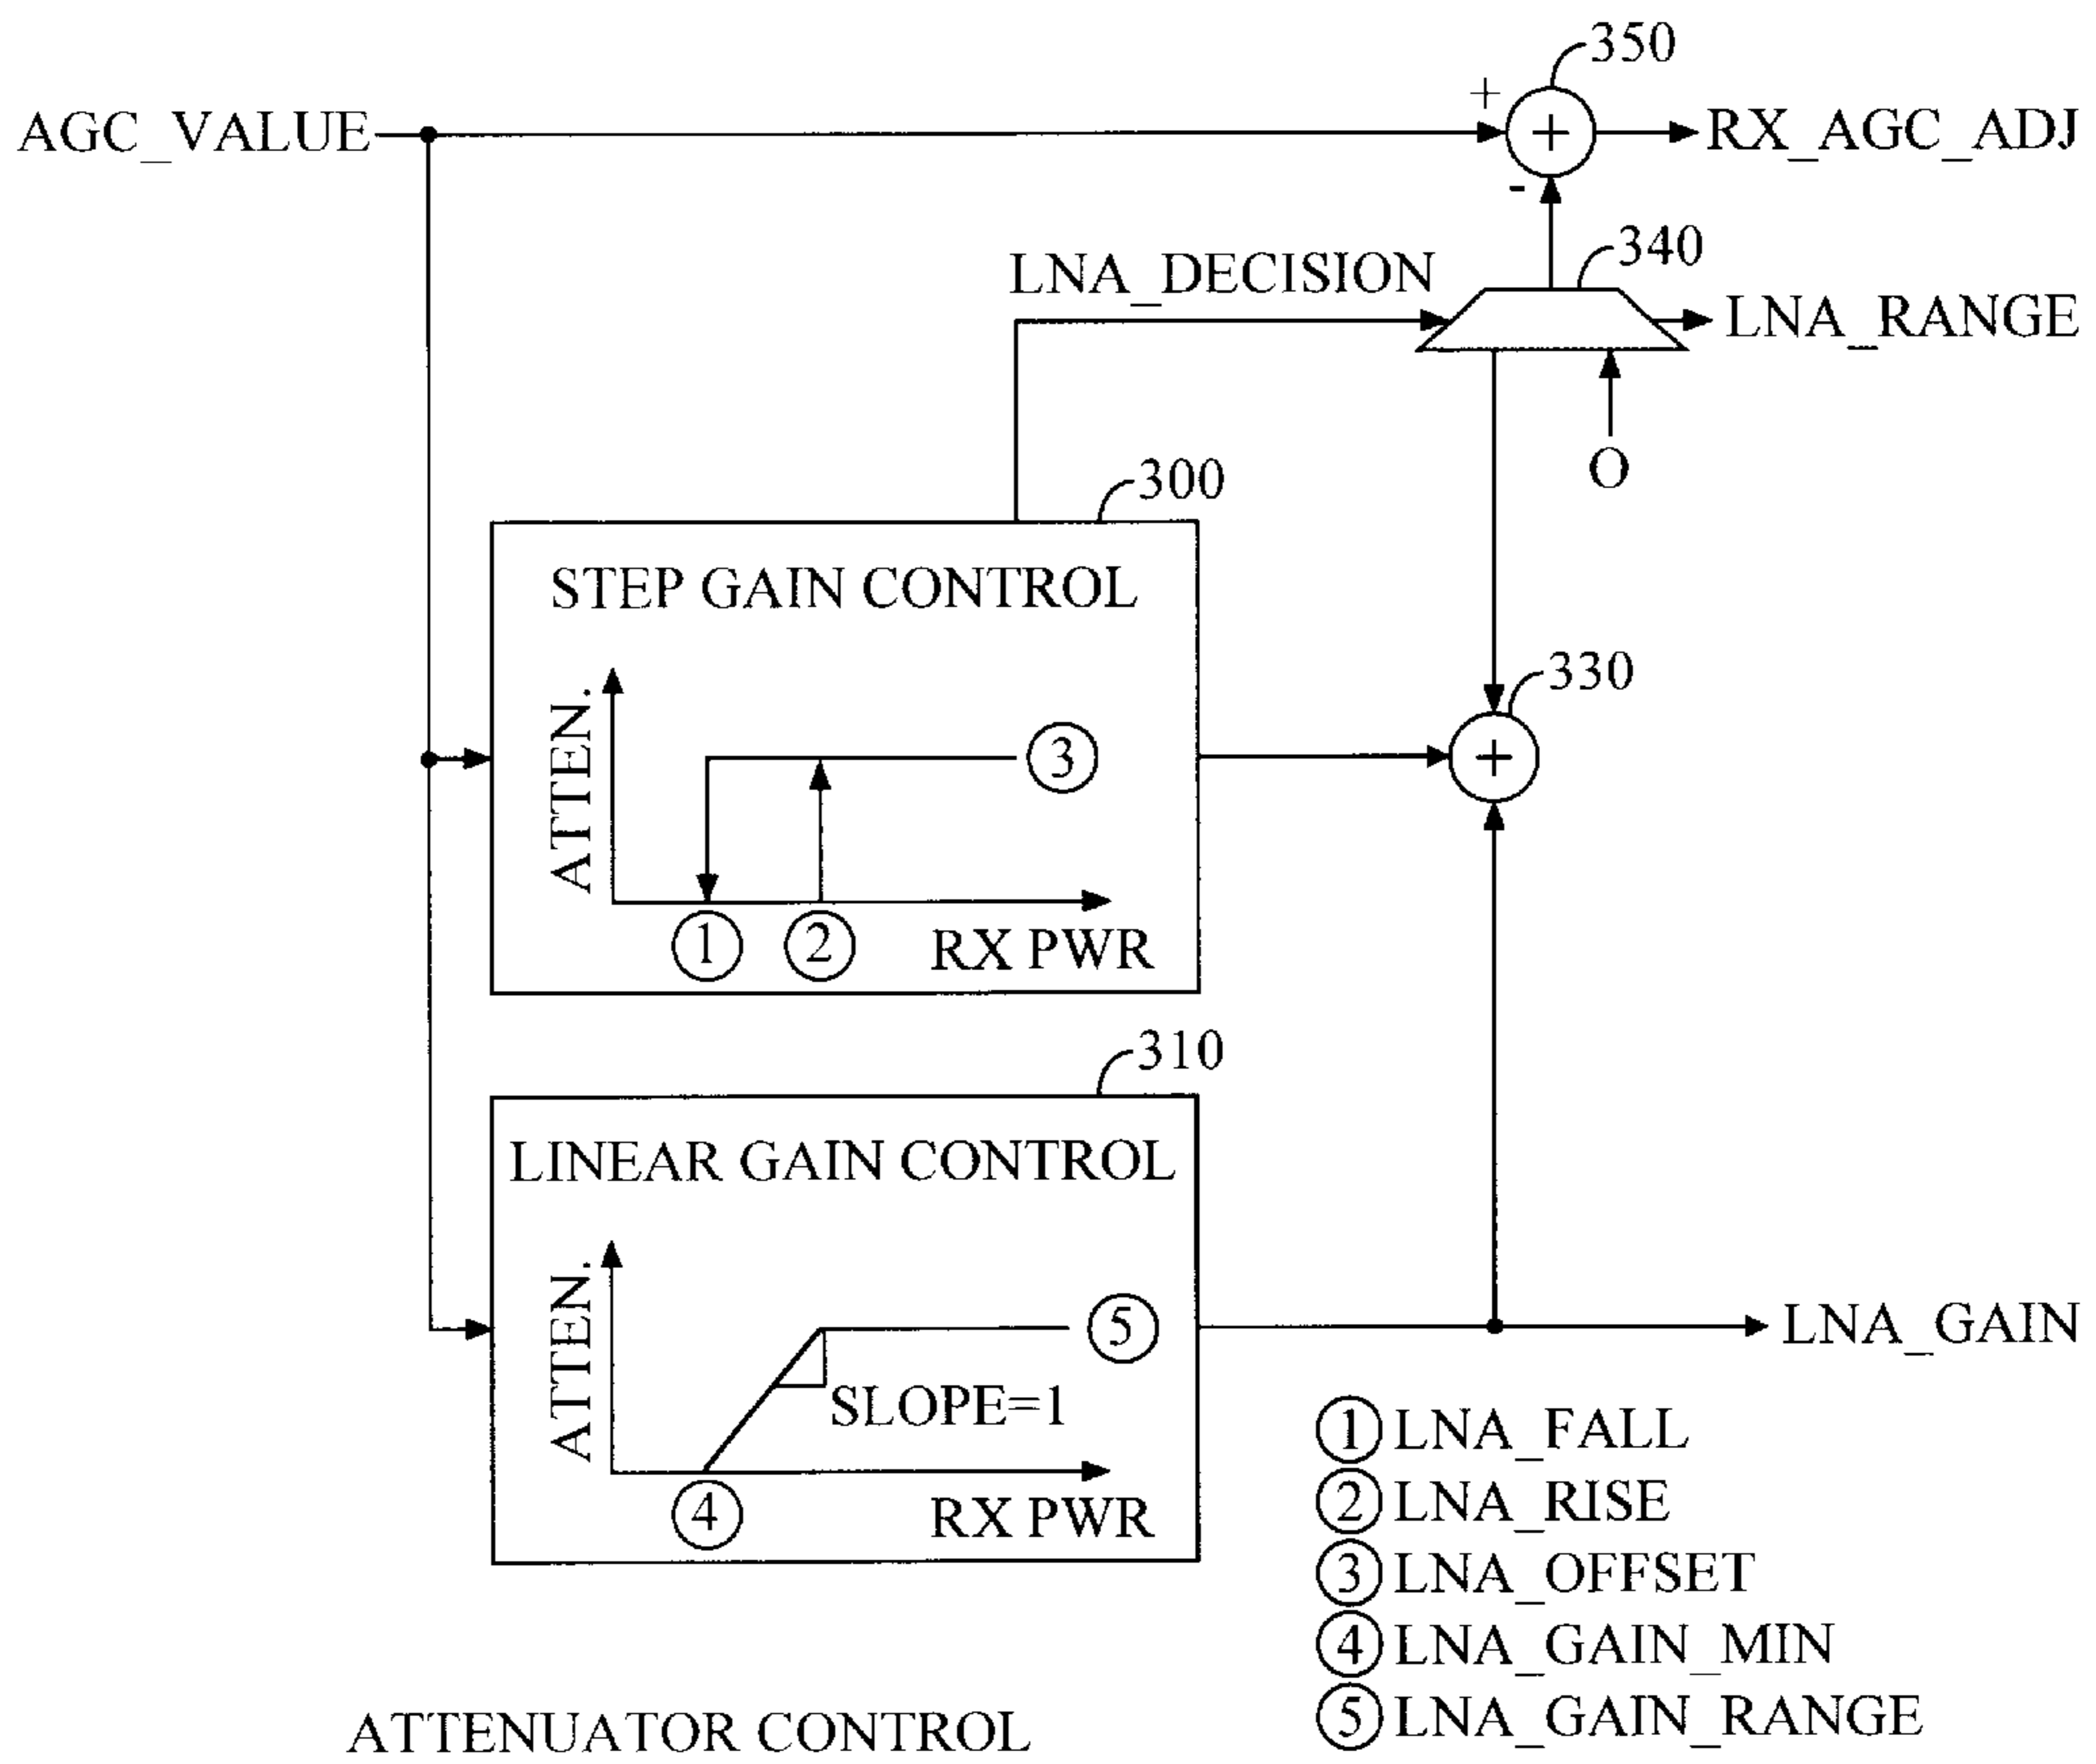 350
+
AGC_VALUE
+
RX_AGC_ADJ
-
340
LNA_DECISION
LNA_RANGE
O
300
STEP GAIN CONTROL
330
ATTEN.
3
+
1
2
RX PWR
310
LINEAR GAIN CONTROL
ATTEN.
5
LNA_GAIN
SLOPE=1
4
RX PWR
1 LNA_FALL
2 LNA_RISE
3 LNA_OFFSET
4 LNA_GAIN_MIN
5 LNA_GAIN_RANGE
ATTENUATOR CONTROL